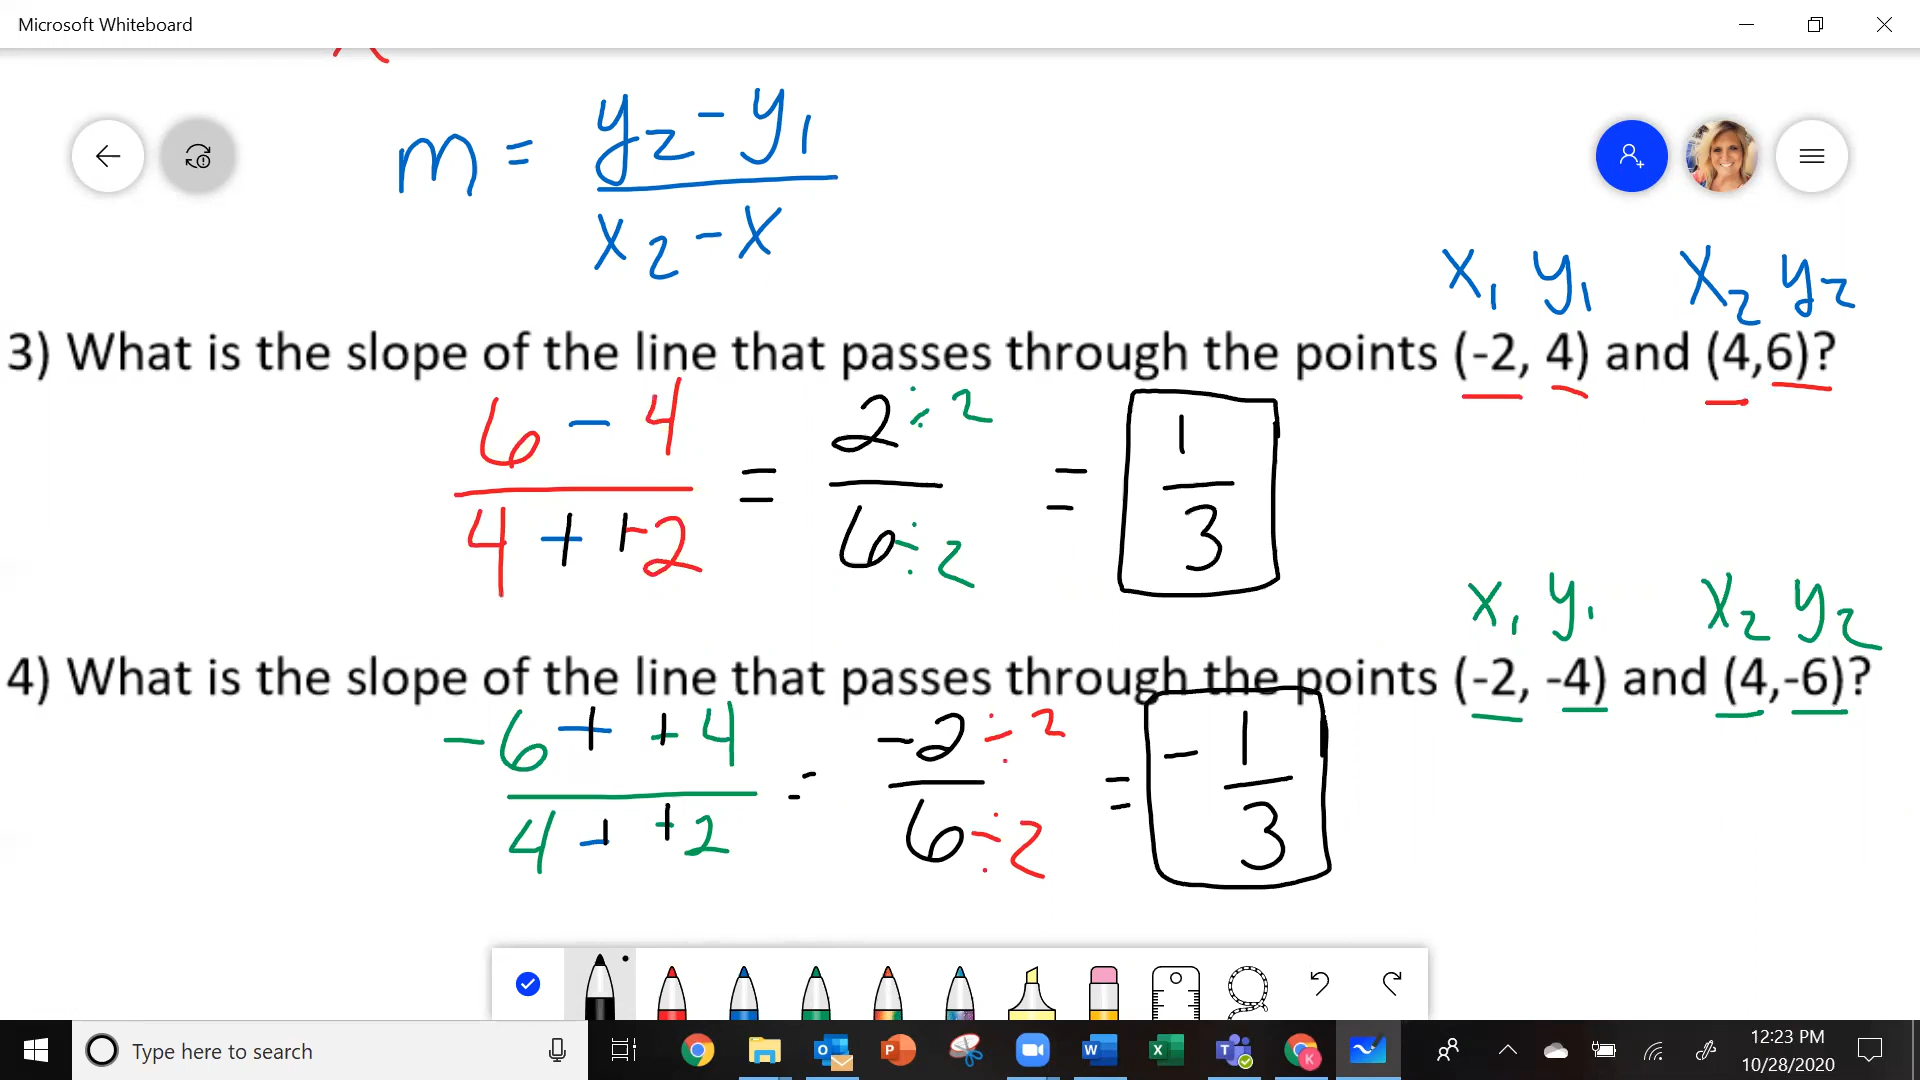 Microsoft Whiteboard
m = y2 - y1
x2 - x
x1 y1 x2 y2
3) What is the slope of the line that passes through the points (-2, 4) and (4,6)?
6 - 4 = 2 ÷ 2 = 1
4 + +2 6 ÷ 2 3
x1 y1 x2 y2
4) What is the slope of the line that passes through the points (-2, -4) and (4,-6)?
-6 + +4 = -2 ÷ 2 = - 1
4 + +2 6 ÷ 2 3
Type here to search
12:23 PM
10/28/2020